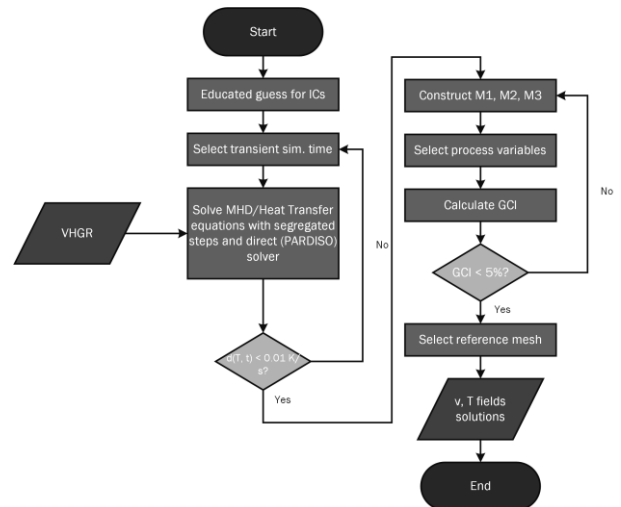 Start
Educated guess for ICs
Select transient sim. time
VHGR
Solve MHD/Heat Transfer
equations with segregated
steps and direct (PARDISO)
solver
d(T, t) < 0.01 K/
s?
No
Yes
Construct M1, M2, M3
Select process variables
Calculate GCI
GCI < 5%?
No
Yes
Select reference mesh
v, T fields
solutions
End